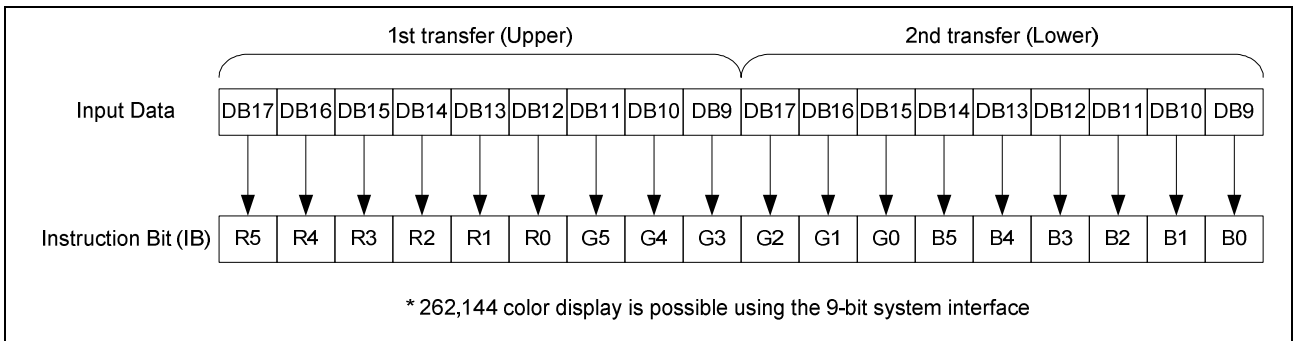 1st transfer (Upper) 2nd transfer (Lower)
Input Data DB17 DB16 DB15 DB14 DB13 DB12 DB11 DB10 DB9 DB17 DB16 DB15 DB14 DB13 DB12 DB11 DB10 DB9
Instruction Bit (IB) R5 R4 R3 R2 R1 R0 G5 G4 G3 G2 G1 G0 B5 B4 B3 B2 B1 B0
* 262,144 color display is possible using the 9-bit system interface